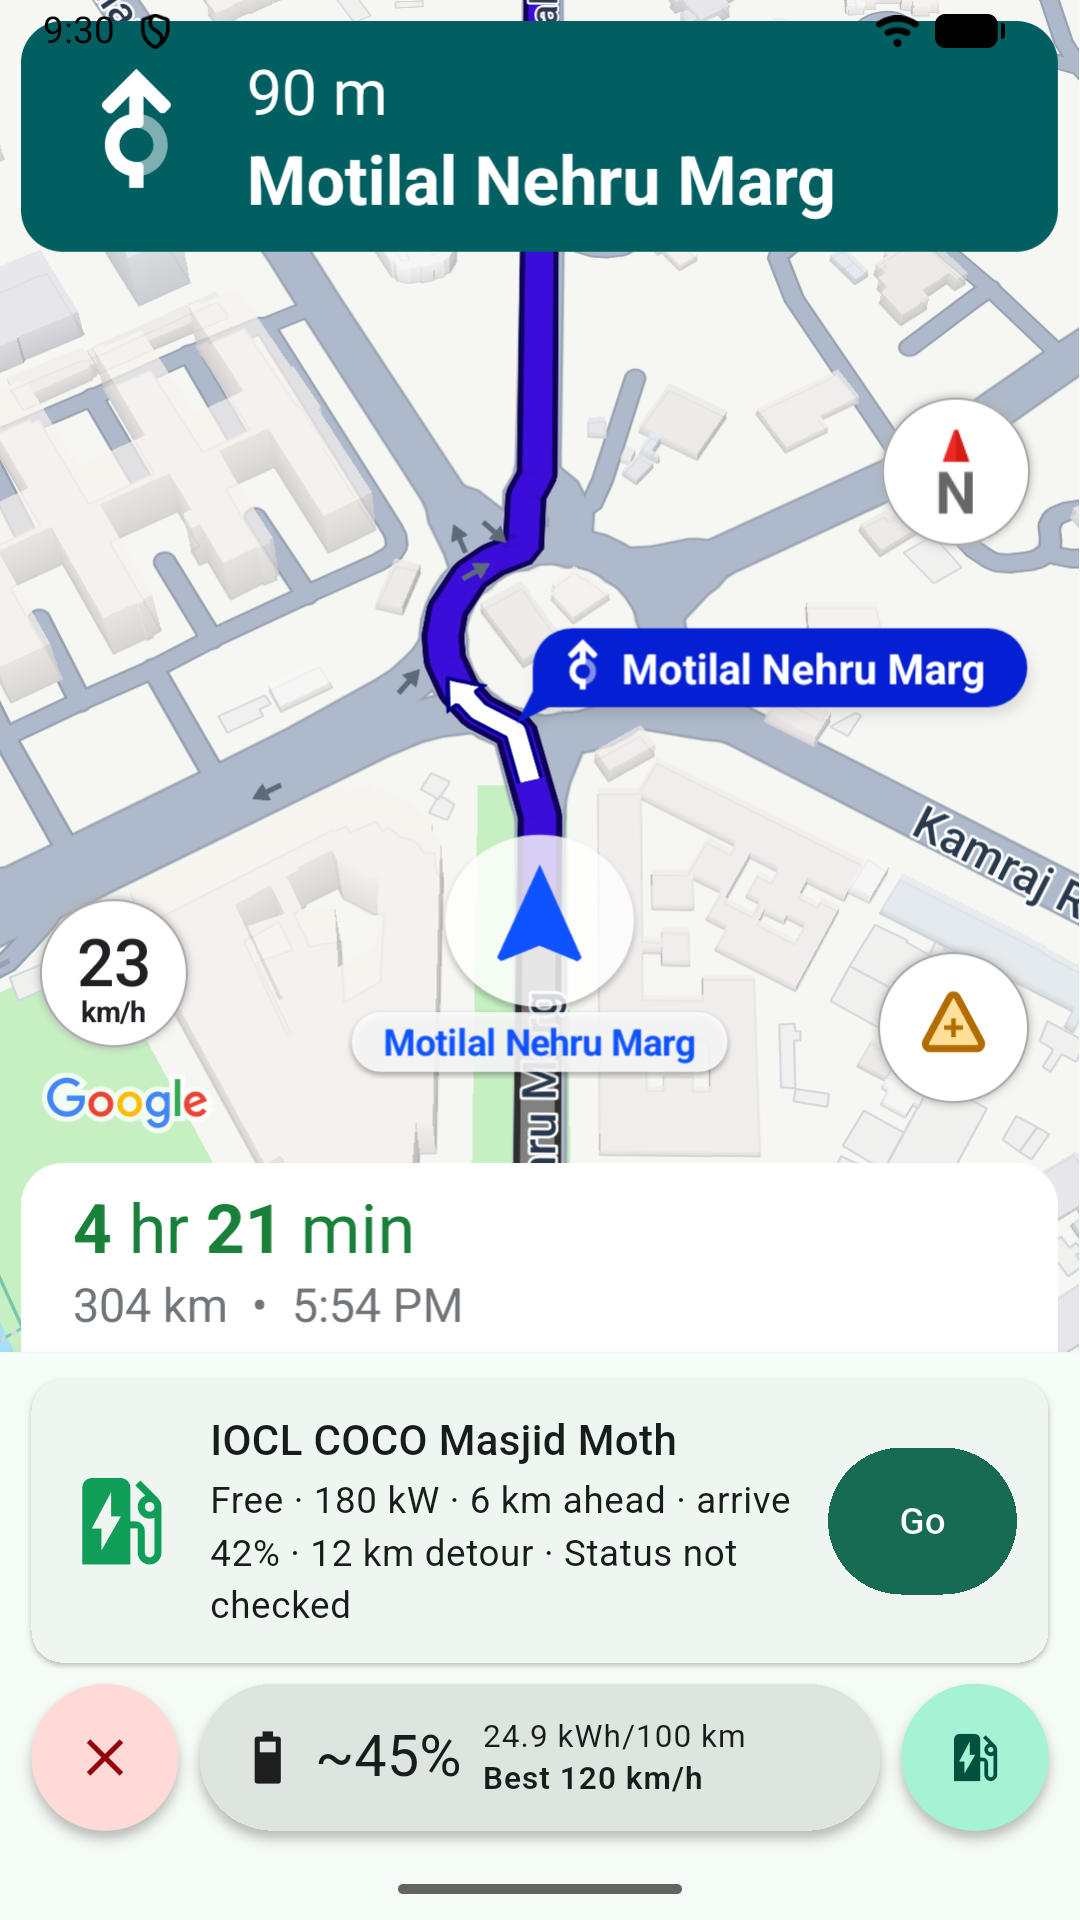 9:30
90 m
Motilal Nehru Marg
N
Motilal Nehru Marg
Kamraj R
23
km/h
Motilal Nehru Marg
Google
4 hr 21 min
304 km • 5:54 PM
IOCL COCO Masjid Moth
Free · 180 kW · 6 km ahead · arrive
42% · 12 km detour · Status not
checked
Go
~45%
24.9 kWh/100 km
Best 120 km/h